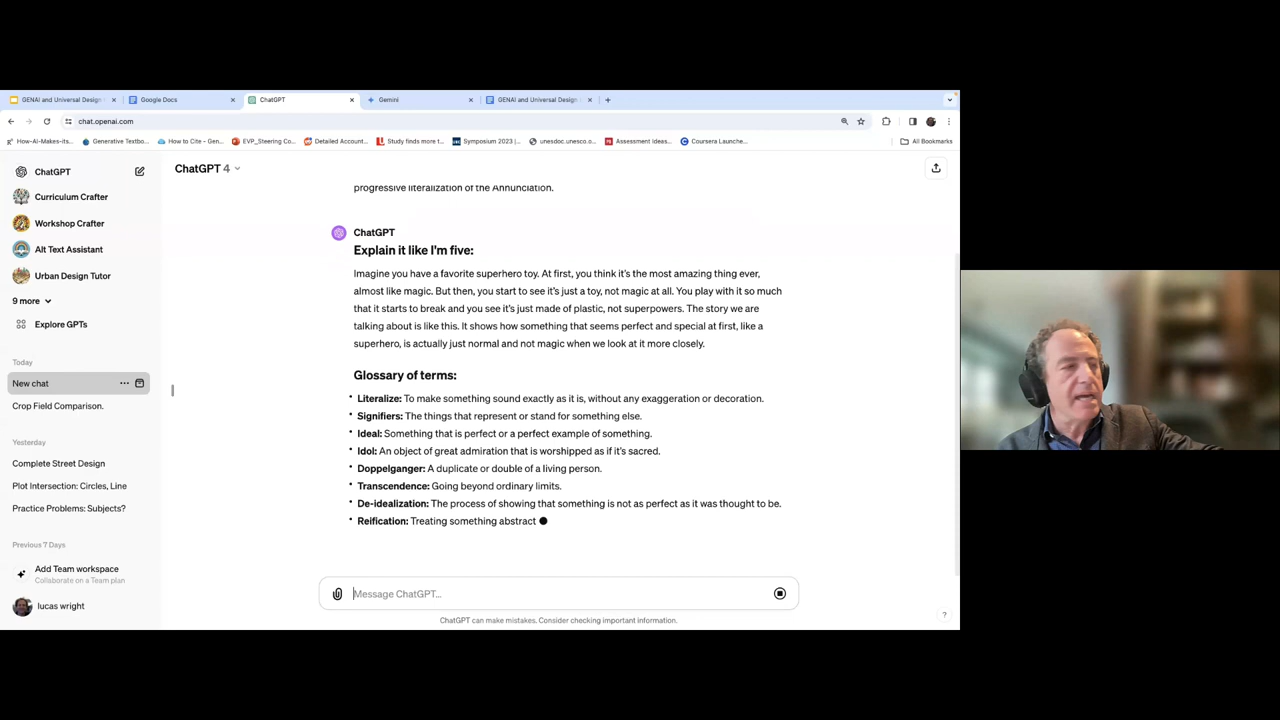 GENAI and Universal Design
Google Docs
ChatGPT
Gemini
GENAI and Universal Design
chat.openai.com
How-AI-Makes-its...
Generative Textbo...
How to Cite – Gen...
EVP_Steering Co...
Detailed Account...
Study finds more t...
Symposium 2023 |...
unesdoc.unesco.o...
Assessment Ideas...
Coursera Launche...
All Bookmarks
ChatGPT
Curriculum Crafter
Workshop Crafter
Alt Text Assistant
Urban Design Tutor
9 more
Explore GPTs
Today
New chat
Crop Field Comparison.
Yesterday
Complete Street Design
Plot Intersection: Circles, Line
Practice Problems: Subjects?
Previous 7 Days
Add Team workspace
Collaborate on a Team plan
lucas wright
ChatGPT 4
progressive literalization of the Annunciation.
ChatGPT
Explain it like I'm five:
Imagine you have a favorite superhero toy. At first, you think it's the most amazing thing ever,
almost like magic. But then, you start to see it's just a toy, not magic at all. You play with it so much
that it starts to break and you see it's just made of plastic, not superpowers. The story we are
talking about is like this. It shows how something that seems perfect and special at first, like a
superhero, is actually just normal and not magic when we look at it more closely.
Glossary of terms:
• Literalize: To make something sound exactly as it is, without any exaggeration or decoration.
• Signifiers: The things that represent or stand for something else.
• Ideal: Something that is perfect or a perfect example of something.
• Idol: An object of great admiration that is worshipped as if it's sacred.
• Doppelganger: A duplicate or double of a living person.
• Transcendence: Going beyond ordinary limits.
• De-idealization: The process of showing that something is not as perfect as it was thought to be.
• Reification: Treating something abstract
Message ChatGPT...
ChatGPT can make mistakes. Consider checking important information.
?